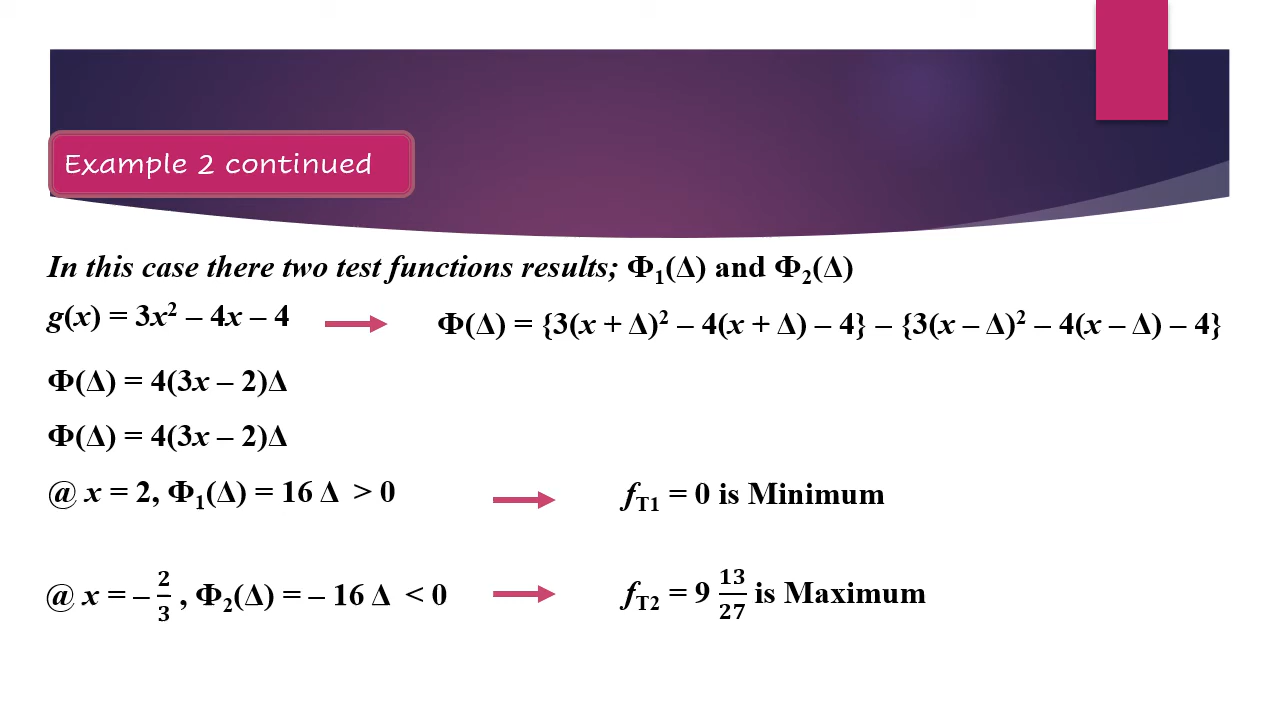 Example 2 continued
In this case there two test functions results; Φ₁(Δ) and Φ₂(Δ)
g(x) = 3x² – 4x – 4
Φ(Δ) = {3(x + Δ)² – 4(x + Δ) – 4} – {3(x – Δ)² – 4(x – Δ) – 4}
Φ(Δ) = 4(3x – 2)Δ
Φ(Δ) = 4(3x – 2)Δ
@ x = 2, Φ₁(Δ) = 16 Δ > 0
f_T1 = 0 is Minimum
@ x = – 2/3 , Φ₂(Δ) = – 16 Δ < 0
f_T2 = 9 13/27 is Maximum